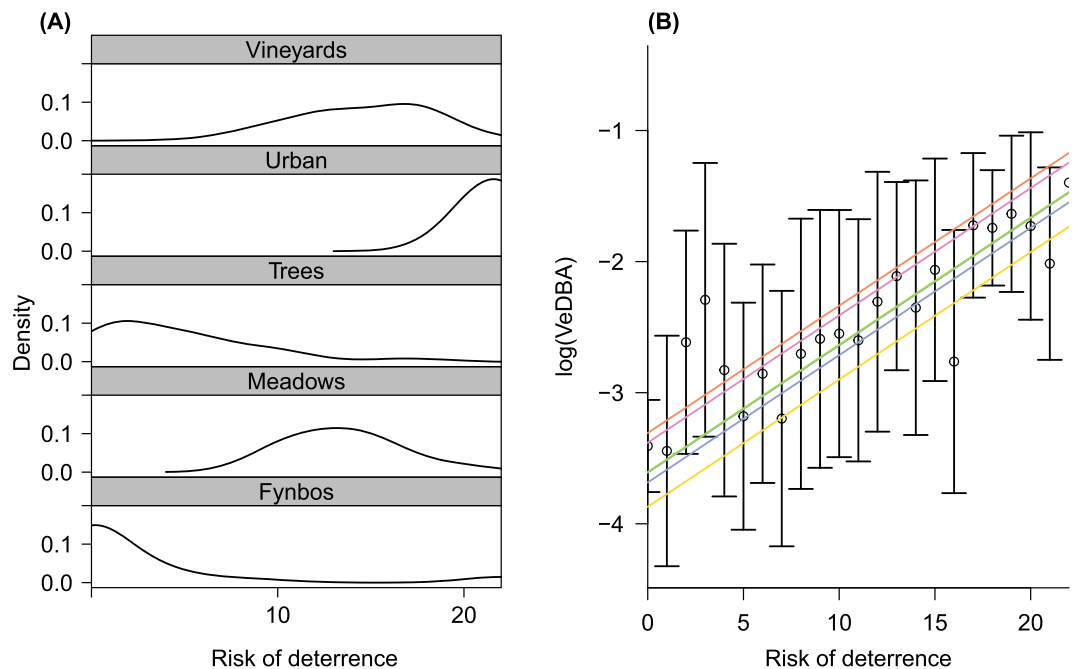 (A)
Vineyards
0.1
0.0
Urban
0.1
0.0
Trees
0.1
0.0
Meadows
0.1
0.0
Fynbos
0.1
0.0
Density
10 20
Risk of deterrence
(B)
−1
−2
−3
−4
log(VeDBA)
0 5 10 15 20
Risk of deterrence